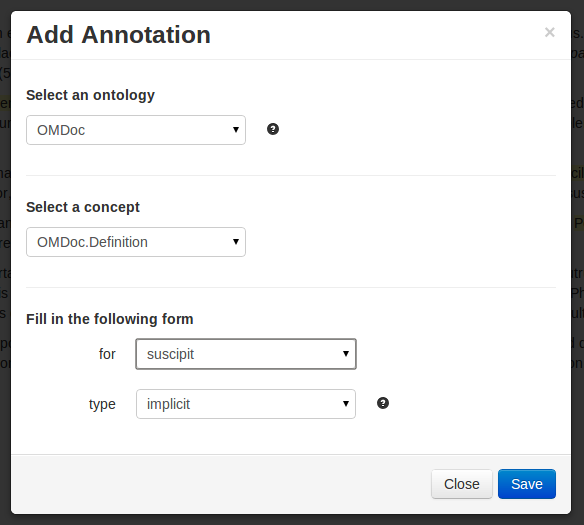 Add Annotation ×
Select an ontology
OMDoc
Select a concept
OMDoc.Definition
Fill in the following form
for suscipit
type implicit
Close Save